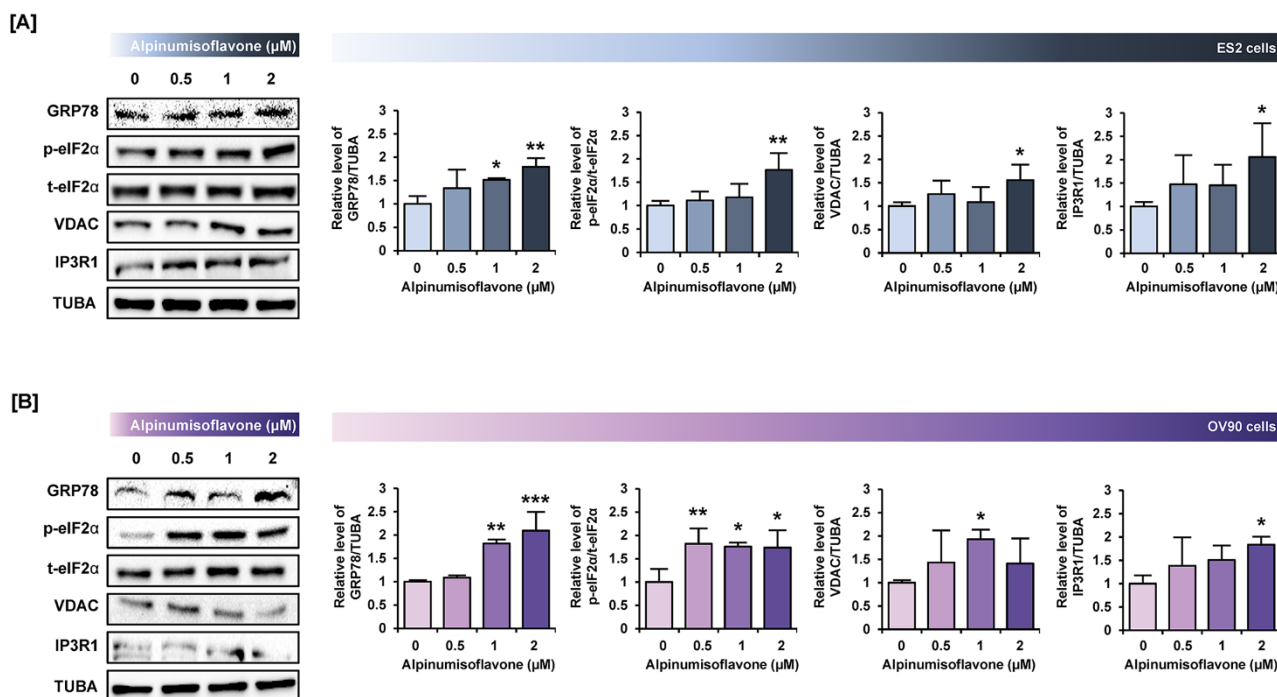 [A]
Alpinumisoflavone (µM)
0 0.5 1 2
GRP78
p-eIF2α
t-eIF2α
VDAC
IP3R1
TUBA
ES2 cells
Relative level of
GRP78/TUBA
3
2.5
2
1.5
1
0.5
0
* **
0 0.5 1 2
Alpinumisoflavone (µM)
Relative level of
p-eIF2α/t-eIF2α
3
2.5
2
1.5
1
0.5
0
**
0 0.5 1 2
Alpinumisoflavone (µM)
Relative level of
VDAC/TUBA
3
2.5
2
1.5
1
0.5
0
*
0 0.5 1 2
Alpinumisoflavone (µM)
Relative level of
IP3R1/TUBA
3
2.5
2
1.5
1
0.5
0
*
0 0.5 1 2
Alpinumisoflavone (µM)
[B]
Alpinumisoflavone (µM)
0 0.5 1 2
GRP78
p-eIF2α
t-eIF2α
VDAC
IP3R1
TUBA
OV90 cells
Relative level of
GRP78/TUBA
3
2.5
2
1.5
1
0.5
0
** ***
0 0.5 1 2
Alpinumisoflavone (µM)
Relative level of
p-eIF2α/t-eIF2α
3
2.5
2
1.5
1
0.5
0
** * *
0 0.5 1 2
Alpinumisoflavone (µM)
Relative level of
VDAC/TUBA
3
2.5
2
1.5
1
0.5
0
*
0 0.5 1 2
Alpinumisoflavone (µM)
Relative level of
IP3R1/TUBA
3
2.5
2
1.5
1
0.5
0
*
0 0.5 1 2
Alpinumisoflavone (µM)